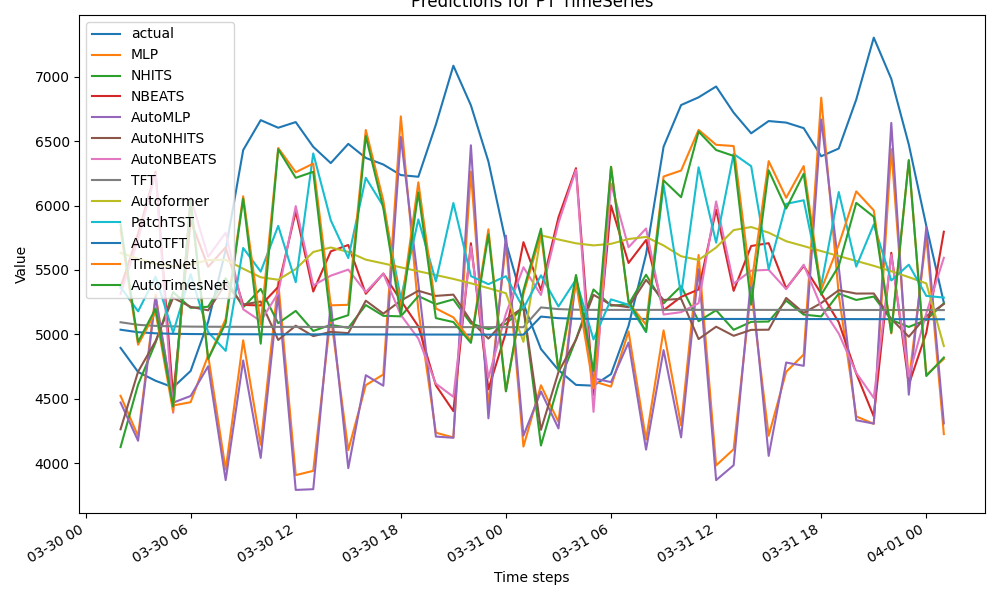 Predictions for PT TimeSeries
actual
MLP
NHITS
NBEATS
AutoMLP
AutoNHITS
AutoNBEATS
TFT
Autoformer
PatchTST
AutoTFT
TimesNet
AutoTimesNet
Value
7000
6500
6000
5500
5000
4500
4000
03-30 00
03-30 06
03-30 12
03-30 18
03-31 00
03-31 06
03-31 12
03-31 18
04-01 00
Time steps